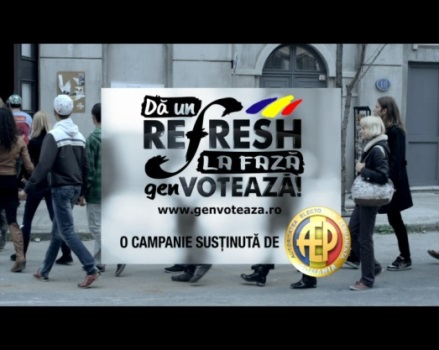 Dă un
REfRESH
LA FAZĂ
genVOTEAZĂ!
www.genvoteaza.ro
O CAMPANIE SUSȚINUTĂ DE
AEP